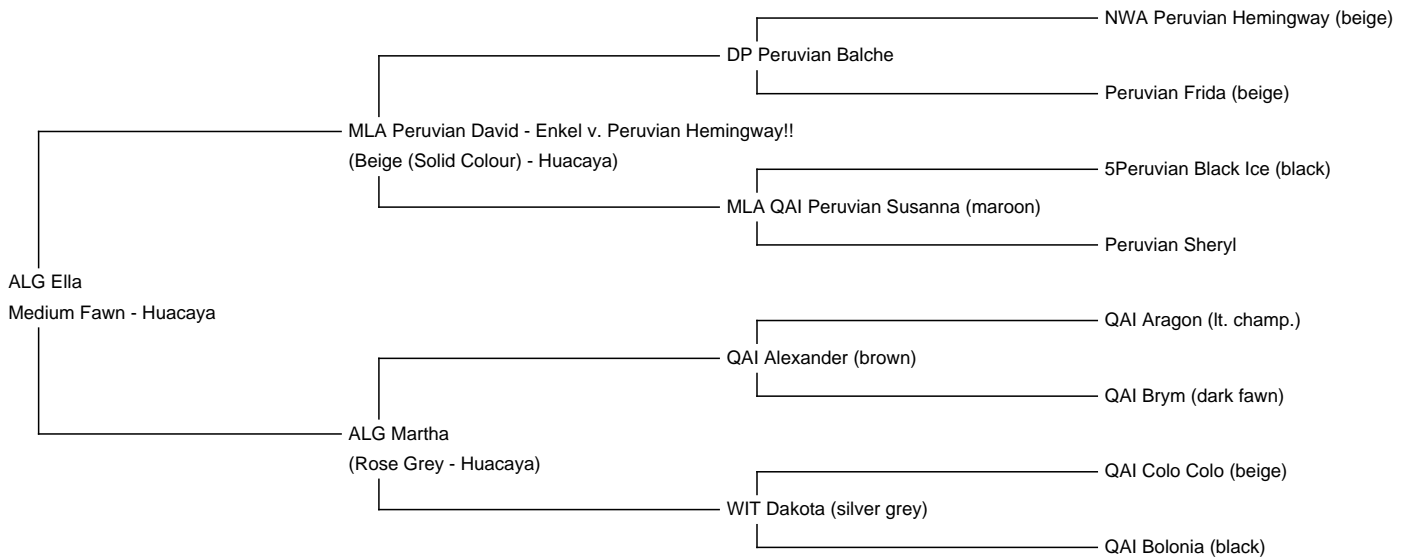 NWA Peruvian Hemingway (beige)
DP Peruvian Balche
Peruvian Frida (beige)
MLA Peruvian David - Enkel v. Peruvian Hemingway!!
(Beige (Solid Colour) - Huacaya)
5Peruvian Black Ice (black)
MLA QAI Peruvian Susanna (maroon)
Peruvian Sheryl
ALG Ella
Medium Fawn - Huacaya
QAI Aragon (lt. champ.)
QAI Alexander (brown)
QAI Brym (dark fawn)
ALG Martha
(Rose Grey - Huacaya)
QAI Colo Colo (beige)
WIT Dakota (silver grey)
QAI Bolonia (black)